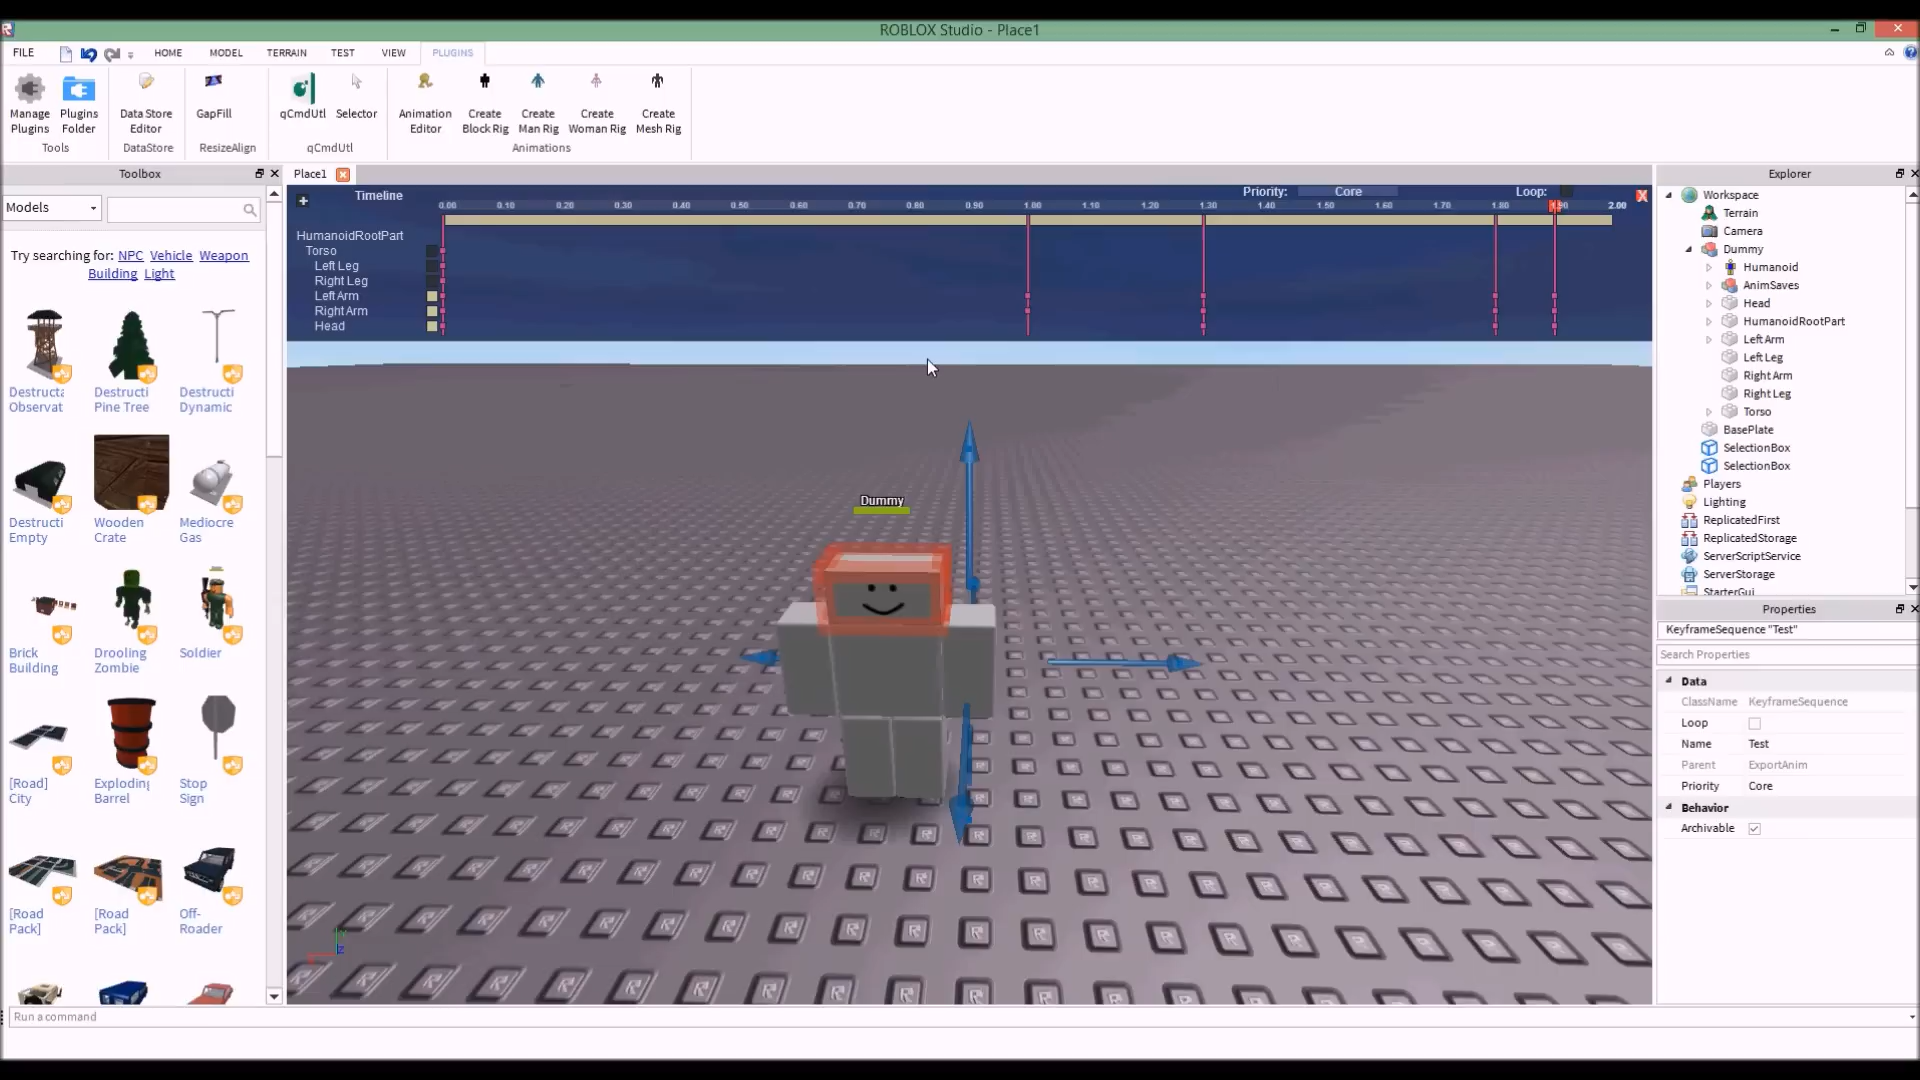 ROBLOX Studio - Place1
FILE
HOME
MODEL
TERRAIN
TEST
VIEW
PLUGINS
Manage Plugins
Plugins Folder
Data Store Editor
GapFill
qCmdUtl
Selector
Animation Editor
Create Block Rig
Create Man Rig
Create Woman Rig
Create Mesh Rig
Tools
DataStore
ResizeAlign
qCmdUtl
Animations
Toolbox
Models
Try searching for: NPC Vehicle Weapon
Building Light
Destructa Observat
Destructi Pine Tree
Destructi Dynamic
Destructi Empty
Wooden Crate
Mediocre Gas
Brick Building
Drooling Zombie
Soldier
[Road] City
Exploding Barrel
Stop Sign
[Road Pack]
[Road Pack]
Off-Roader
Place1
Timeline
Priority: Core
Loop:
0.00 0.10 0.20 0.30 0.40 0.50 0.60 0.70 0.80 0.90 1.00 1.10 1.20 1.30 1.40 1.50 1.60 1.70 1.80 1.90 2.00
HumanoidRootPart
Torso
Left Leg
Right Leg
Left Arm
Right Arm
Head
Dummy
Explorer
Workspace
Terrain
Camera
Dummy
Humanoid
AnimSaves
Head
HumanoidRootPart
Left Arm
Left Leg
Right Arm
Right Leg
Torso
BasePlate
SelectionBox
SelectionBox
Players
Lighting
ReplicatedFirst
ReplicatedStorage
ServerScriptService
ServerStorage
StarterGui
Properties
KeyframeSequence "Test"
Search Properties
Data
ClassName KeyframeSequence
Loop
Name Test
Parent ExportAnim
Priority Core
Behavior
Archivable
Run a command